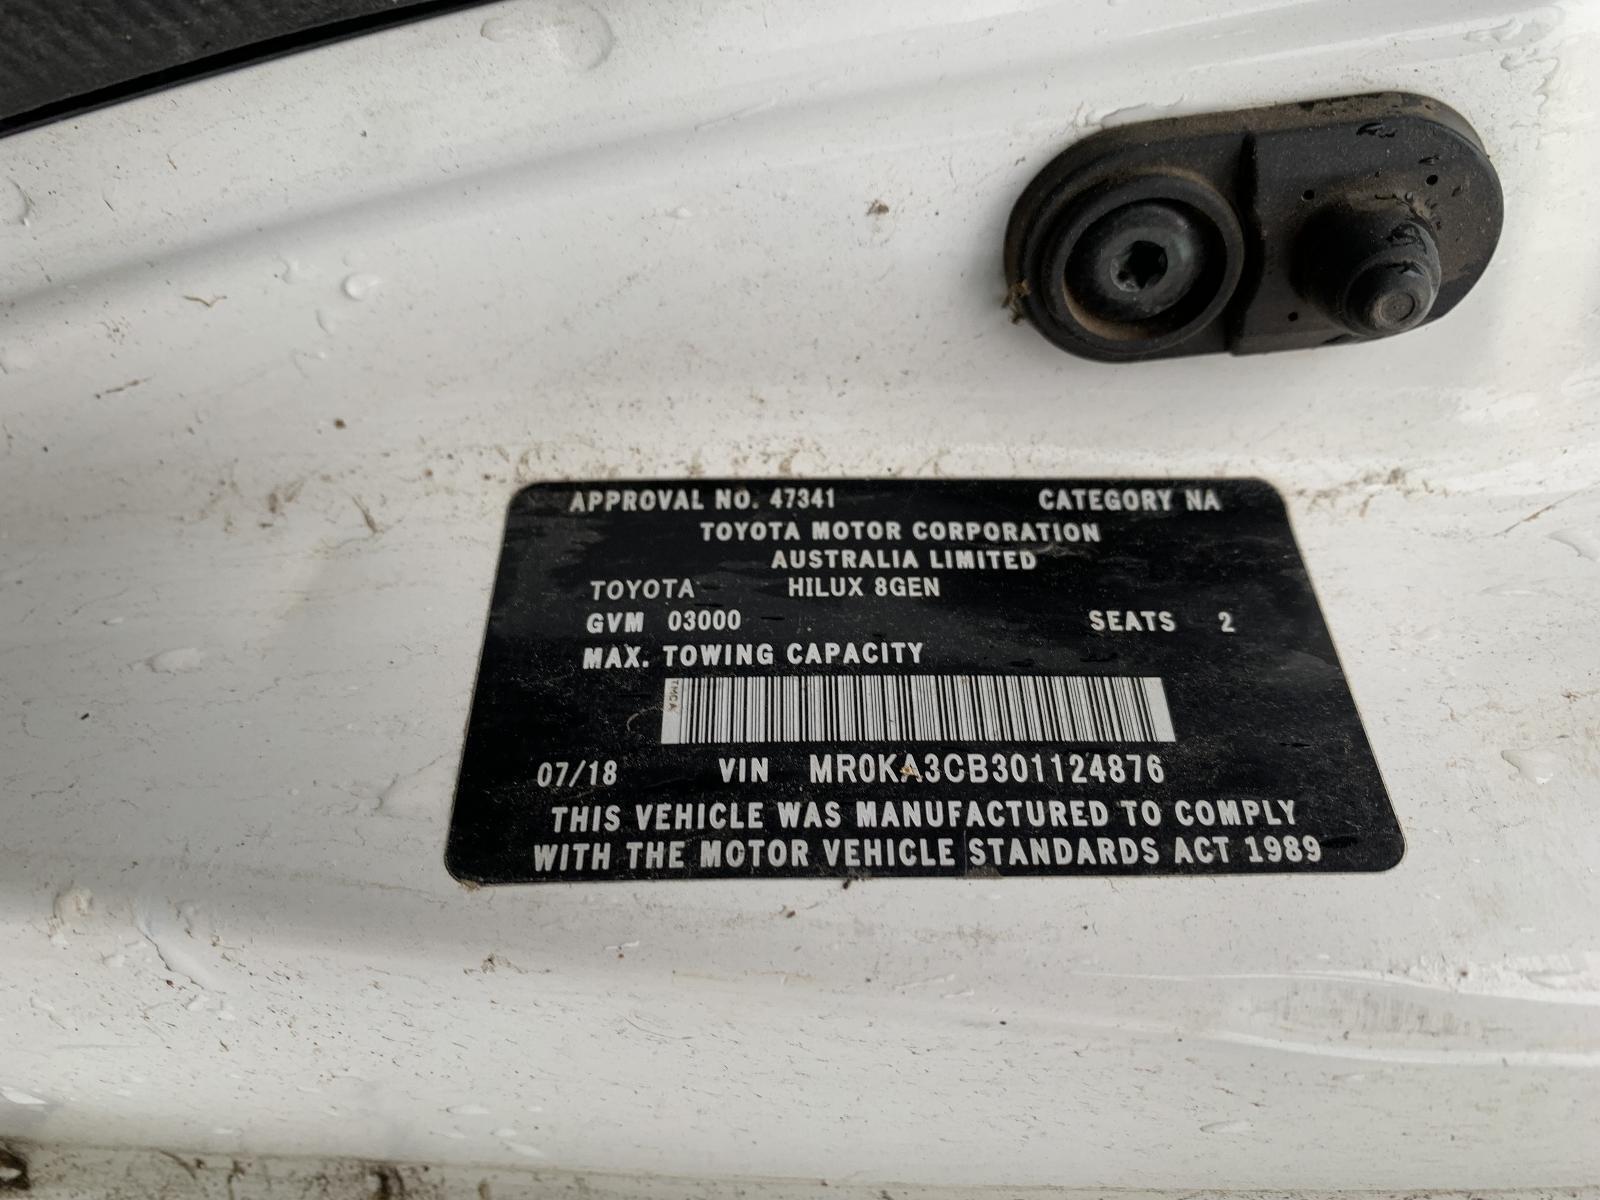 APPROVAL NO. 47341 CATEGORY NA
TOYOTA MOTOR CORPORATION
AUSTRALIA LIMITED
TOYOTA HILUX 8GEN
GVM 03000 SEATS 2
MAX. TOWING CAPACITY
TMCA
07/18 VIN MR0KA3CB301124876
THIS VEHICLE WAS MANUFACTURED TO COMPLY
WITH THE MOTOR VEHICLE STANDARDS ACT 1989